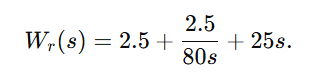 W_r(s) = 2.5 + \frac{2.5}{80s} + 25s.